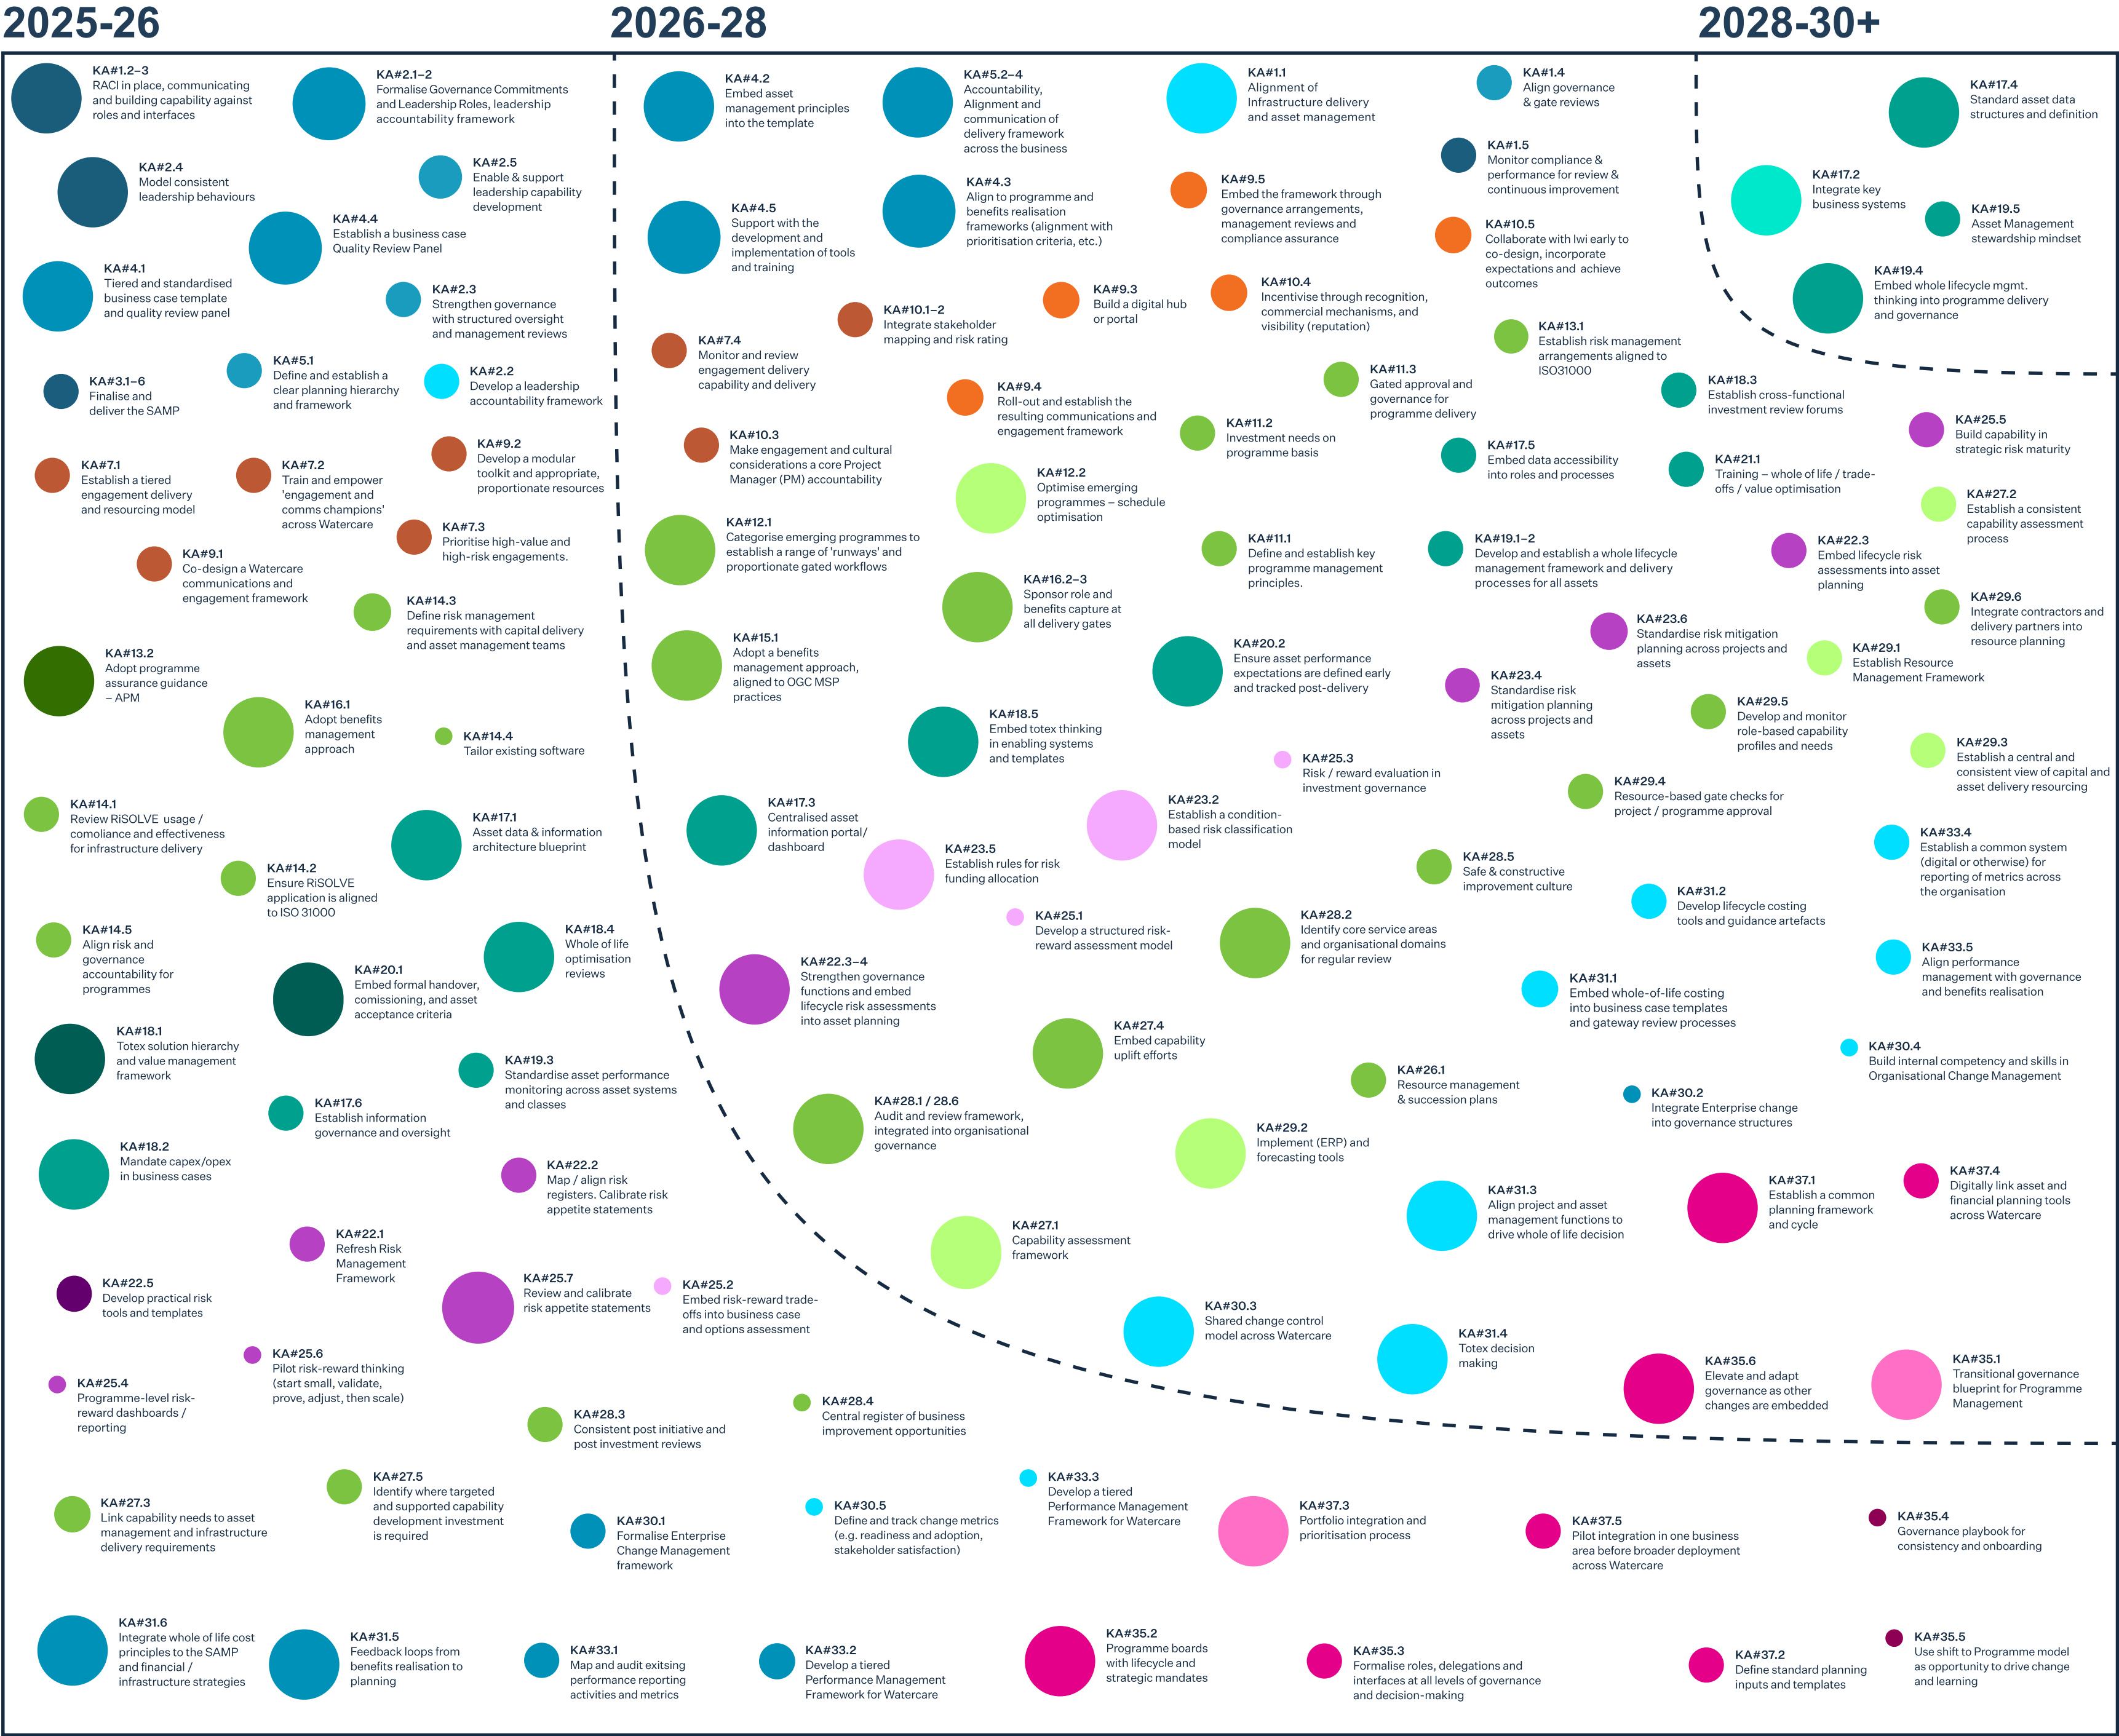 2025-26
2026-28
2028-30+
KA#1.2–3
RACI in place, communicating
and building capability against
roles and interfaces
KA#2.1–2
Formalise Governance Commitments
and Leadership Roles, leadership
accountability framework
KA#2.4
Model consistent
leadership behaviours
KA#2.5
Enable & support
leadership capability
development
KA#4.4
Establish a business case
Quality Review Panel
KA#4.1
Tiered and standardised
business case template
and quality review panel
KA#2.3
Strengthen governance
with structured oversight
and management reviews
KA#5.1
Define and establish a
clear planning hierarchy
and framework
KA#2.2
Develop a leadership
accountability framework
KA#3.1–6
Finalise and
deliver the SAMP
KA#9.2
Develop a modular
toolkit and appropriate,
proportionate resources
KA#7.1
Establish a tiered
engagement delivery
and resourcing model
KA#7.2
Train and empower
'engagement and
comms champions'
across Watercare
KA#7.3
Prioritise high-value and
high-risk engagements.
KA#9.1
Co-design a Watercare
communications and
engagement framework
KA#14.3
Define risk management
requirements with capital delivery
and asset management teams
KA#13.2
Adopt programme
assurance guidance
– APM
KA#16.1
Adopt benefits
management
approach
KA#14.4
Tailor existing software
KA#14.1
Review RiSOLVE usage /
comoliance and effectiveness
for infrastructure delivery
KA#17.1
Asset data & information
architecture blueprint
KA#14.2
Ensure RiSOLVE
application is aligned
to ISO 31000
KA#14.5
Align risk and
governance
accountability for
programmes
KA#18.4
Whole of life
optimisation
reviews
KA#20.1
Embed formal handover,
comissioning, and asset
acceptance criteria
KA#18.1
Totex solution hierarchy
and value management
framework
KA#19.3
Standardise asset performance
monitoring across asset systems
and classes
KA#17.6
Establish information
governance and oversight
KA#18.2
Mandate capex/opex
in business cases
KA#22.2
Map / align risk
registers. Calibrate risk
appetite statements
KA#22.1
Refresh Risk
Management
Framework
KA#22.5
Develop practical risk
tools and templates
KA#25.7
Review and calibrate
risk appetite statements
KA#25.2
Embed risk-reward trade-
offs into business case
and options assessment
KA#25.6
Pilot risk-reward thinking
(start small, validate,
prove, adjust, then scale)
KA#25.4
Programme-level risk-
reward dashboards /
reporting
KA#28.3
Consistent post initiative and
post investment reviews
KA#28.4
Central register of business
improvement opportunities
KA#27.3
Link capability needs to asset
management and infrastructure
delivery requirements
KA#27.5
Identify where targeted
and supported capability
development investment
is required
KA#30.1
Formalise Enterprise
Change Management
framework
KA#30.5
Define and track change metrics
(e.g. readiness and adoption,
stakeholder satisfaction)
KA#33.3
Develop a tiered
Performance Management
Framework for Watercare
KA#37.3
Portfolio integration and
prioritisation process
KA#37.5
Pilot integration in one business
area before broader deployment
across Watercare
KA#35.4
Governance playbook for
consistency and onboarding
KA#31.6
Integrate whole of life cost
principles to the SAMP
and financial /
infrastructure strategies
KA#31.5
Feedback loops from
benefits realisation to
planning
KA#33.1
Map and audit exitsing
performance reporting
activities and metrics
KA#33.2
Develop a tiered
Performance Management
Framework for Watercare
KA#35.2
Programme boards
with lifecycle and
strategic mandates
KA#35.3
Formalise roles, delegations and
interfaces at all levels of governance
and decision-making
KA#37.2
Define standard planning
inputs and templates
KA#35.5
Use shift to Programme model
as opportunity to drive change
and learning
KA#4.2
Embed asset
management principles
into the template
KA#5.2–4
Accountability,
Alignment and
communication of
delivery framework
across the business
KA#1.1
Alignment of
Infrastructure delivery
and asset management
KA#1.4
Align governance
& gate reviews
KA#1.5
Monitor compliance &
performance for review &
continuous improvement
KA#4.5
Support with the
development and
implementation of tools
and training
KA#4.3
Align to programme and
benefits realisation
frameworks (alignment with
prioritisation criteria, etc.)
KA#9.5
Embed the framework through
governance arrangements,
management reviews and
compliance assurance
KA#10.5
Collaborate with Iwi early to
co-design, incorporate
expectations and achieve
outcomes
KA#10.1–2
Integrate stakeholder
mapping and risk rating
KA#9.3
Build a digital hub
or portal
KA#10.4
Incentivise through recognition,
commercial mechanisms, and
visibility (reputation)
KA#13.1
Establish risk management
arrangements aligned to
ISO31000
KA#7.4
Monitor and review
engagement delivery
capability and delivery
KA#9.4
Roll-out and establish the
resulting communications and
engagement framework
KA#11.3
Gated approval and
governance for
programme delivery
KA#18.3
Establish cross-functional
investment review forums
KA#10.3
Make engagement and cultural
considerations a core Project
Manager (PM) accountability
KA#11.2
Investment needs on
programme basis
KA#17.5
Embed data accessibility
into roles and processes
KA#21.1
Training – whole of life / trade-
offs / value optimisation
KA#25.5
Build capability in
strategic risk maturity
KA#12.2
Optimise emerging
programmes – schedule
optimisation
KA#27.2
Establish a consistent
capability assessment
process
KA#12.1
Categorise emerging programmes to
establish a range of 'runways' and
proportionate gated workflows
KA#11.1
Define and establish key
programme management
principles.
KA#19.1–2
Develop and establish a whole lifecycle
management framework and delivery
processes for all assets
KA#22.3
Embed lifecycle risk
assessments into asset
planning
KA#16.2–3
Sponsor role and
benefits capture at
all delivery gates
KA#29.6
Integrate contractors and
delivery partners into
resource planning
KA#15.1
Adopt a benefits
management approach,
aligned to OGC MSP
practices
KA#20.2
Ensure asset performance
expectations are defined early
and tracked post-delivery
KA#23.6
Standardise risk mitigation
planning across projects and
assets
KA#29.1
Establish Resource
Management Framework
KA#23.4
Standardise risk
mitigation planning
across projects and
assets
KA#29.5
Develop and monitor
role-based capability
profiles and needs
KA#18.5
Embed totex thinking
in enabling systems
and templates
KA#25.3
Risk / reward evaluation in
investment governance
KA#29.3
Establish a central and
consistent view of capital and
asset delivery resourcing
KA#29.4
Resource-based gate checks for
project / programme approval
KA#17.3
Centralised asset
information portal/
dashboard
KA#23.2
Establish a condition-
based risk classification
model
KA#33.4
Establish a common system
(digital or otherwise) for
reporting of metrics across
the organisation
KA#23.5
Establish rules for risk
funding allocation
KA#28.5
Safe & constructive
improvement culture
KA#31.2
Develop lifecycle costing
tools and guidance artefacts
KA#25.1
Develop a structured risk-
reward assessment model
KA#28.2
Identify core service areas
and organisational domains
for regular review
KA#33.5
Align performance
management with governance
and benefits realisation
KA#22.3–4
Strengthen governance
functions and embed
lifecycle risk assessments
into asset planning
KA#31.1
Embed whole-of-life costing
into business case templates
and gateway review processes
KA#27.4
Embed capability
uplift efforts
KA#30.4
Build internal competency and skills in
Organisational Change Management
KA#26.1
Resource management
& succession plans
KA#30.2
Integrate Enterprise change
into governance structures
KA#28.1 / 28.6
Audit and review framework,
integrated into organisational
governance
KA#29.2
Implement (ERP) and
forecasting tools
KA#31.3
Align project and asset
management functions to
drive whole of life decision
KA#37.1
Establish a common
planning framework
and cycle
KA#37.4
Digitally link asset and
financial planning tools
across Watercare
KA#27.1
Capability assessment
framework
KA#30.3
Shared change control
model across Watercare
KA#31.4
Totex decision
making
KA#35.6
Elevate and adapt
governance as other
changes are embedded
KA#35.1
Transitional governance
blueprint for Programme
Management
KA#17.4
Standard asset data
structures and definition
KA#17.2
Integrate key
business systems
KA#19.5
Asset Management
stewardship mindset
KA#19.4
Embed whole lifecycle mgmt.
thinking into programme delivery
and governance